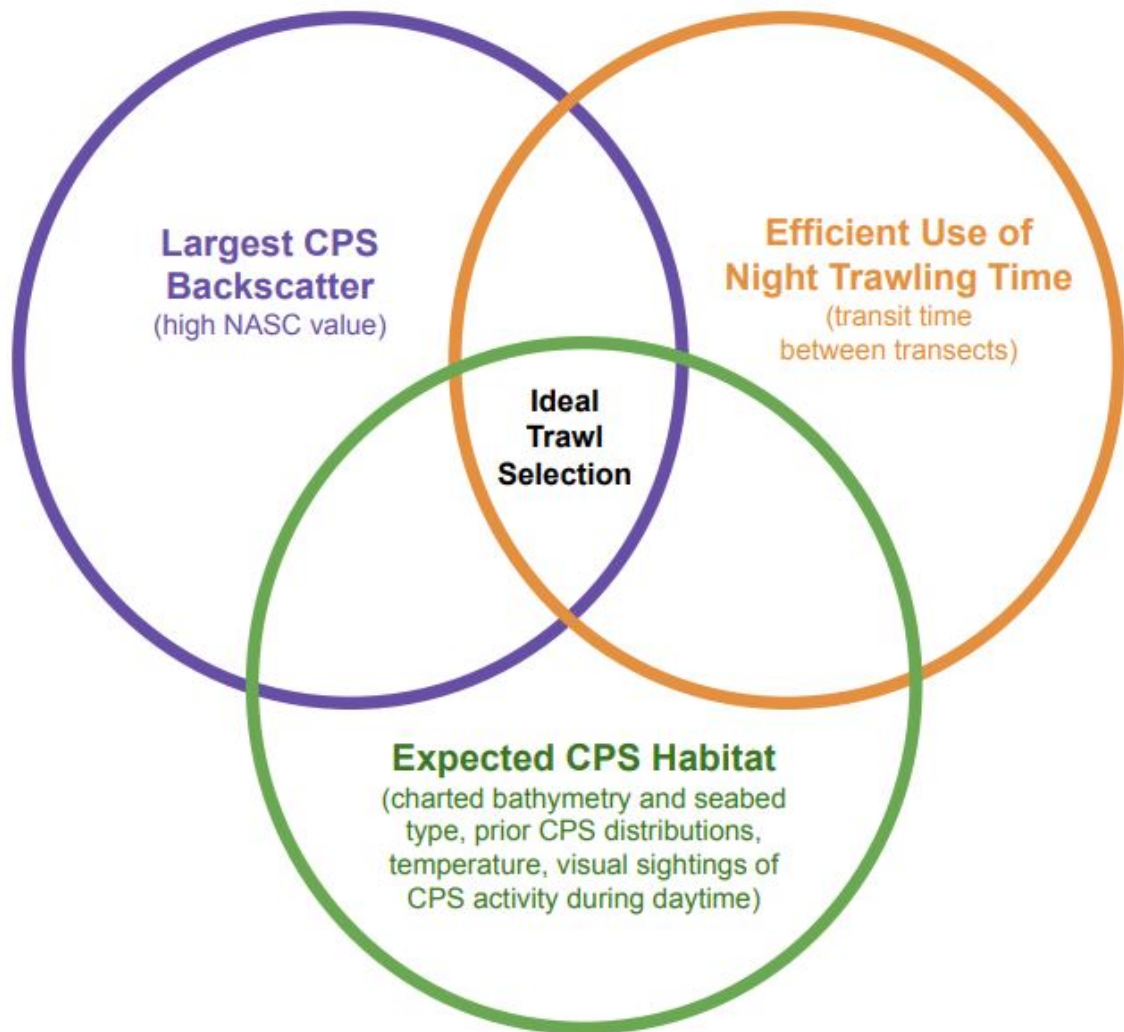 Largest CPS
Backscatter
(high NASC value)
Efficient Use of
Night Trawling Time
(transit time
between transects)
Ideal
Trawl
Selection
Expected CPS Habitat
(charted bathymetry and seabed
type, prior CPS distributions,
temperature, visual sightings of
CPS activity during daytime)